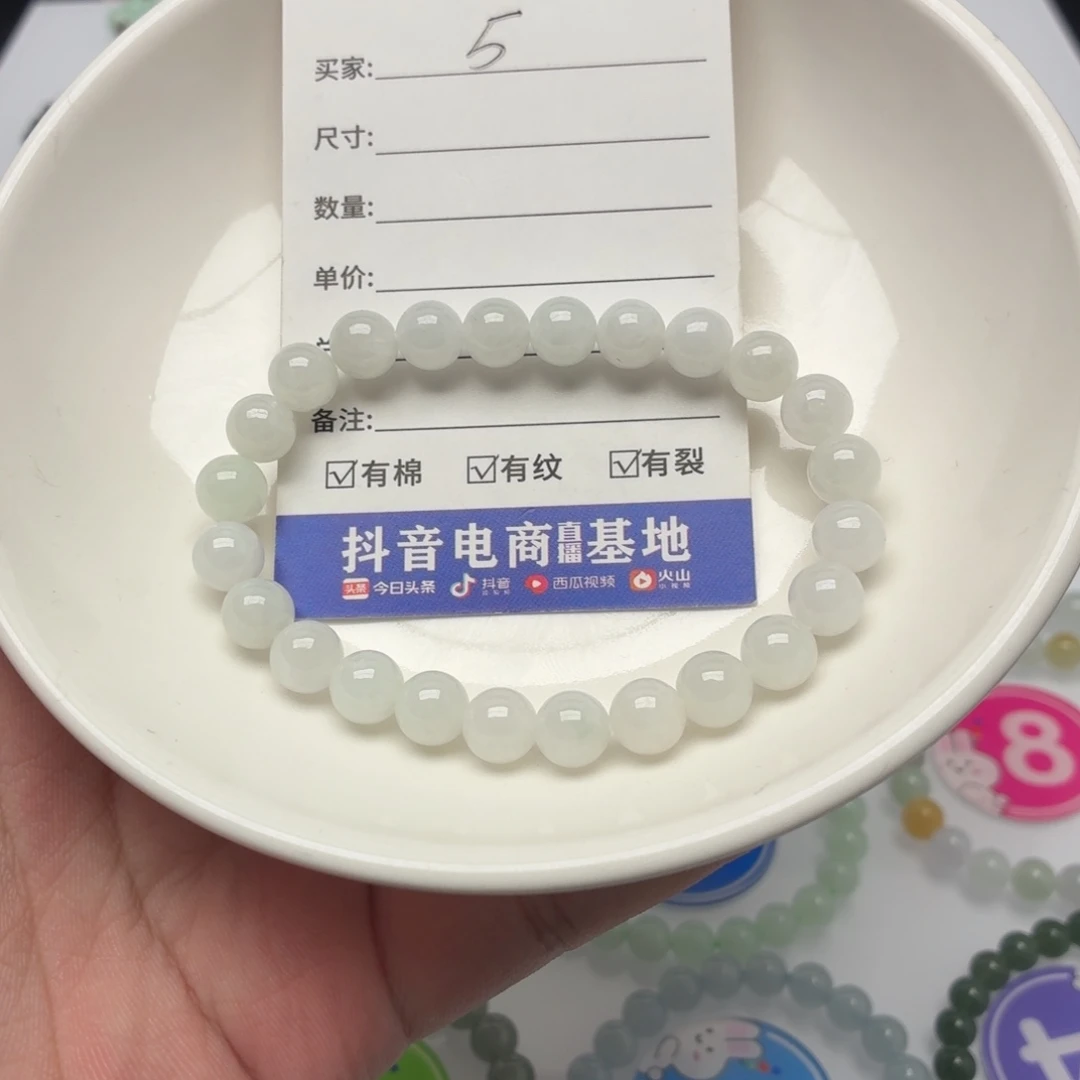 5
买家:
尺寸:
数量:
单价:
备注:
☑有棉 ☑有纹 ☑有裂
抖音电商直播基地
头条 今日头条 抖音 西瓜视频 火山
8